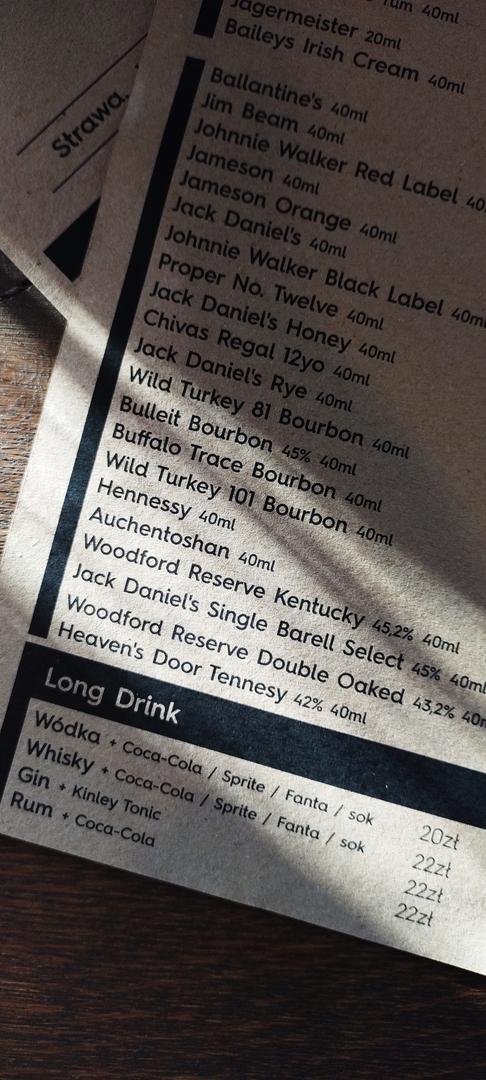 rum 40ml
Jägermeister 20ml
Baileys Irish Cream 40ml
Ballantine's 40ml
Jim Beam 40ml
Johnnie Walker Red Label 40
Jameson 40ml
Jameson Orange 40ml
Jack Daniel's 40ml
Johnnie Walker Black Label 40ml
Proper No. Twelve 40ml
Jack Daniel's Honey 40ml
Chivas Regal 12yo 40ml
Jack Daniel's Rye 40ml
Wild Turkey 81 Bourbon 40ml
Bulleit Bourbon 45% 40ml
Buffalo Trace Bourbon 40ml
Wild Turkey 101 Bourbon 40ml
Hennessy 40ml
Auchentoshan 40ml
Woodford Reserve Kentucky 45,2% 40ml
Jack Daniel's Single Barell Select 45% 40ml
Woodford Reserve Double Oaked 43,2% 40m
Heaven's Door Tennesy 42% 40ml
Long Drink
Wódka + Coca-Cola / Sprite / Fanta / sok 20zł
Whisky + Coca-Cola / Sprite / Fanta / sok 22zł
Gin + Kinley Tonic 22zł
Rum + Coca-Cola 22zł
Strawa.